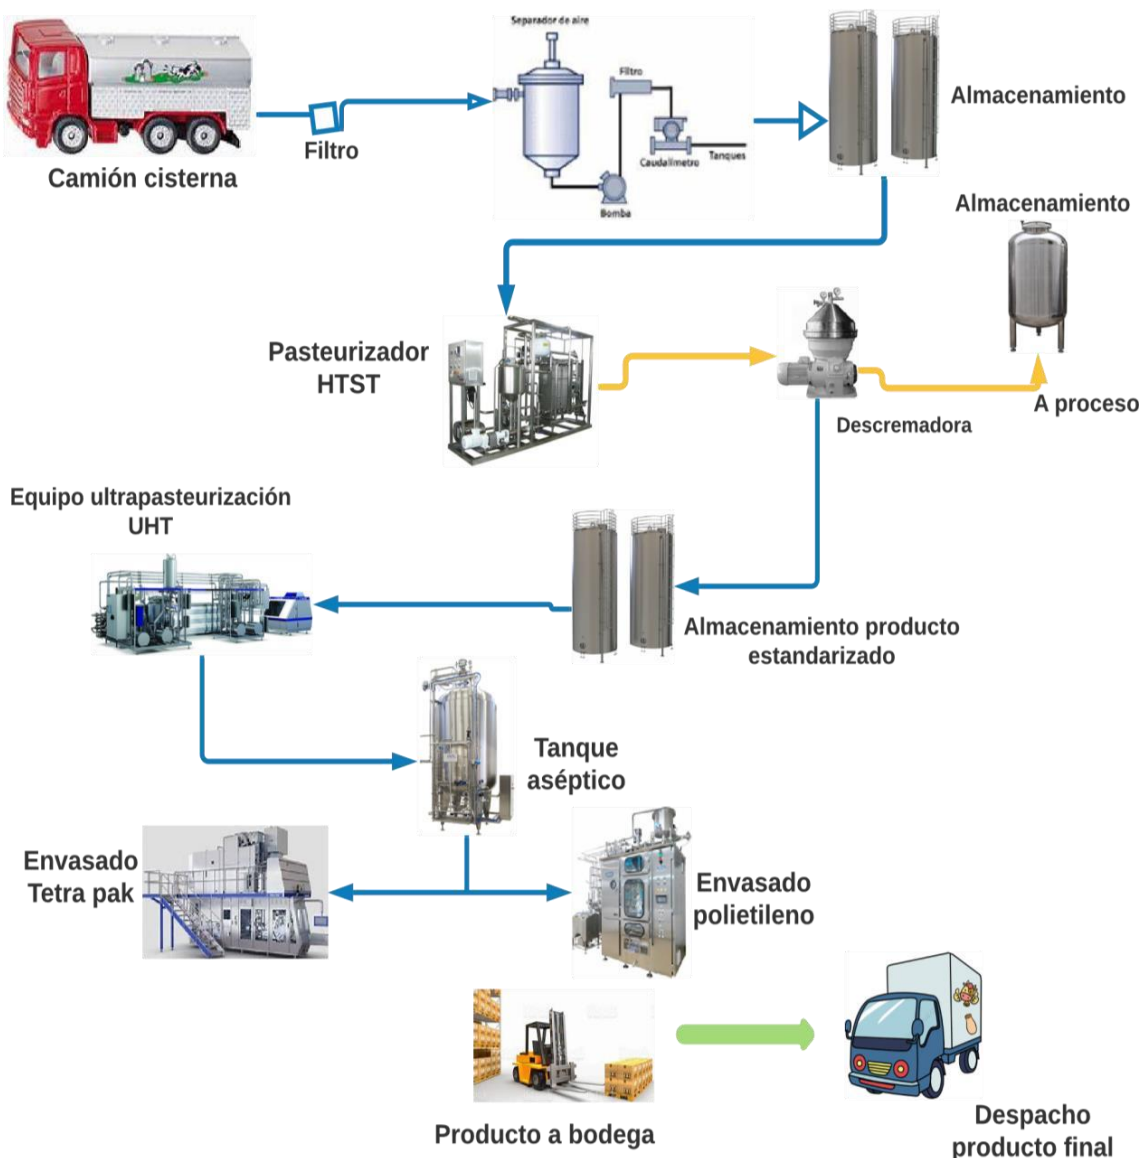 Separador de aire
Filtro
Caudalímetro
Tanques
Bomba
Filtro
Camión cisterna
Almacenamiento
Almacenamiento
Pasteurizador
HTST
A proceso
Descremadora
Equipo ultrapasteurización
UHT
Almacenamiento producto
estandarizado
Tanque
aséptico
Envasado
Tetra pak
Envasado
polietileno
Producto a bodega
Despacho
producto final